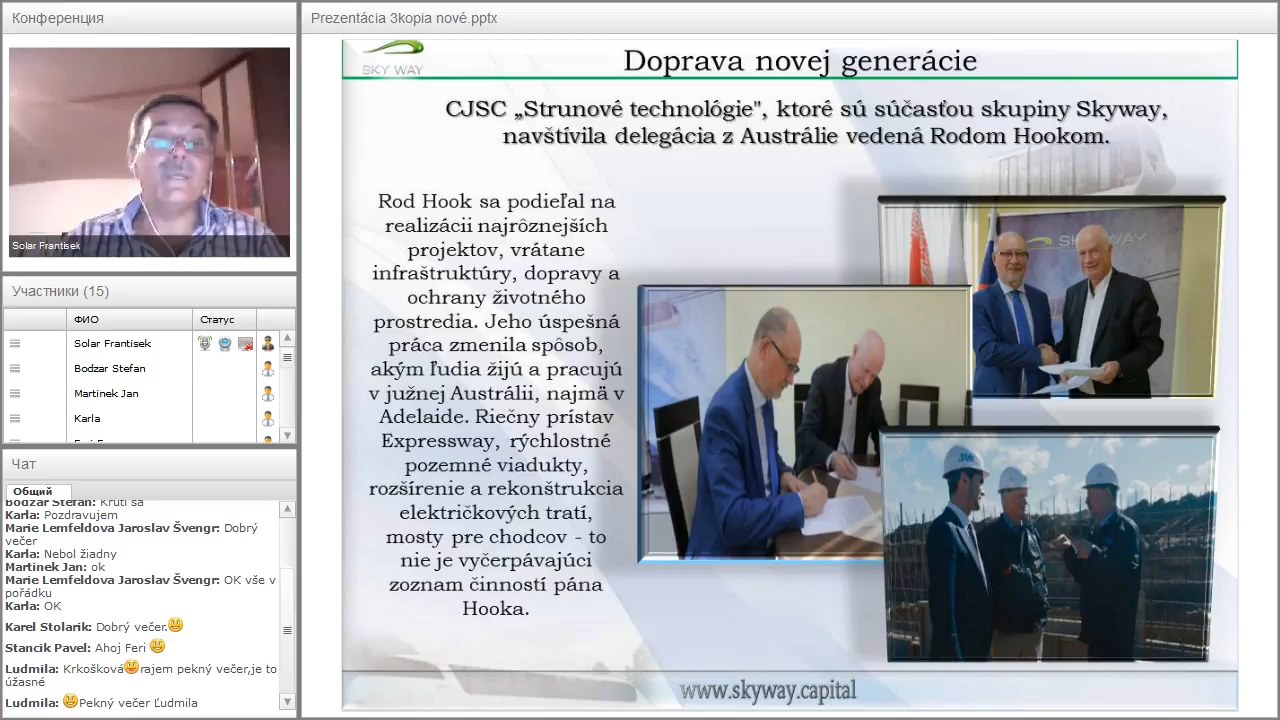 Конференция
Solar Frantisek
Участники (15)
ФИО
Статус
Solar Frantisek
Bodzar Stefan
Martinek Jan
Karla
Чат
Общий
Bodzar Stefan: Krúti sa
Karla: Pozdravujem
Marie Lemfeldova Jaroslav Švengr: Dobrý
večer
Karla: Nebol žiadny
Martinek Jan: ok
Marie Lemfeldova Jaroslav Švengr: OK vše v
pořádku
Karla: OK
Karel Stolarik: Dobrý večer.
Stancik Pavel: Ahoj Feri
Ludmila: Krkošková rajem pekný večer,je to
úžasné
Ludmila: Pekný večer Ľudmila
Prezentácia 3kopia nové.pptx
SKY WAY
Doprava novej generácie
CJSC „Strunové technológie", ktoré sú súčasťou skupiny Skyway,
navštívila delegácia z Austrálie vedená Rodom Hookom.
Rod Hook sa podieľal na
realizácii najrôznejších
projektov, vrátane
infraštruktúry, dopravy a
ochrany životného
prostredia. Jeho úspešná
práca zmenila spôsob,
akým ľudia žijú a pracujú
v južnej Austrálii, najmä v
Adelaide. Riečny prístav
Expressway, rýchlostné
pozemné viadukty,
rozšírenie a rekonštrukcia
električkových tratí,
mosty pre chodcov - to
nie je vyčerpávajúci
zoznam činností pána
Hooka.
SKY WAY
www.skyway.capital